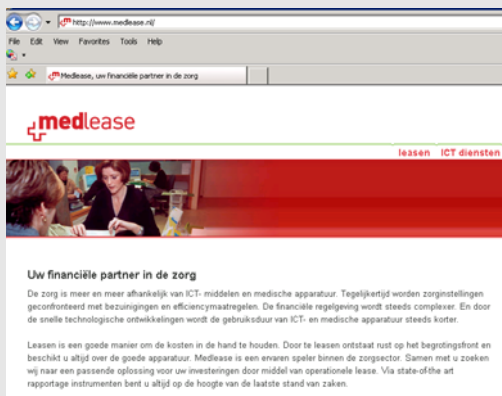 http://www.medlease.nl/
File Edit View Favorites Tools Help
Medlease, uw financiële partner in de zorg
medlease
leasen ICT diensten
Uw financiële partner in de zorg
De zorg is meer en meer afhankelijk van ICT- middelen en medische apparatuur. Tegelijkertijd worden zorginstellingen
geconfronteerd met bezuinigingen en efficiencymaatregelen. De financiële regelgeving wordt steeds complexer. En door
de snelle technologische ontwikkelingen wordt de gebruiksduur van ICT- en medische apparatuur steeds korter.
Leasen is een goede manier om de kosten in de hand te houden. Door te leasen ontstaat rust op het begrotingsfront en
beschikt u altijd over de goede apparatuur. Medlease is een ervaren speler binnen de zorgsector. Samen met u zoeken
wij naar een passende oplossing voor uw investeringen door middel van operationele lease. Via state-of-the art
rapportage instrumenten bent u altijd op de hoogte van de laatste stand van zaken.